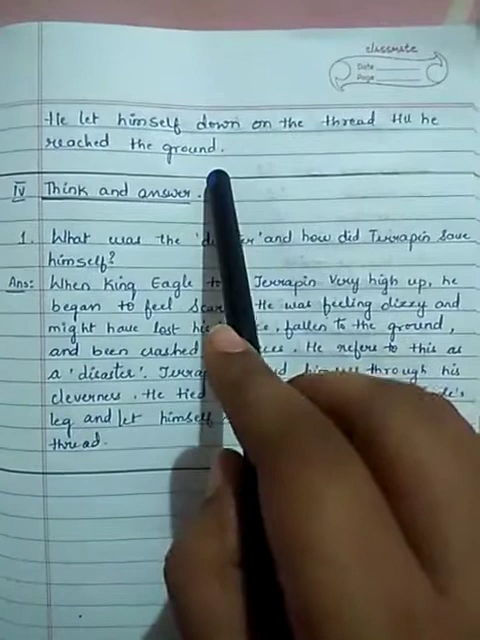 classmate
Date
Page
He let himself down on the thread till he
reached the ground.
IV Think and answer.
1. What was the and how did Terrapin save
himself?
Ans: When King Eagle Terrapin very high up, he
began to feel He was feeling dizzy and
might have lost his fallen to the ground,
and been crashed He refers to this as
a 'disaster'. through his
cleverness. He tied
leg and let himself
thread.